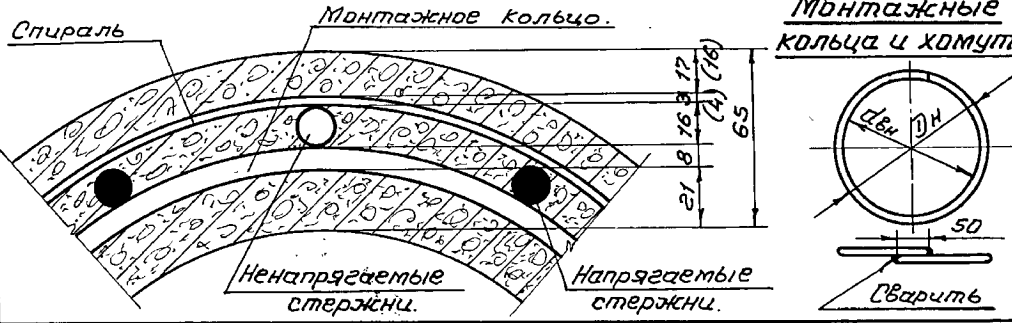 Спираль
Монтажное кольцо.
Монтажные
кольца и хомут
17 (16)
3 (4)
16
8
21
65
dвн
Dн
50
Ненапрягаемые
стержни.
Напрягаемые
стержни.
Сварить